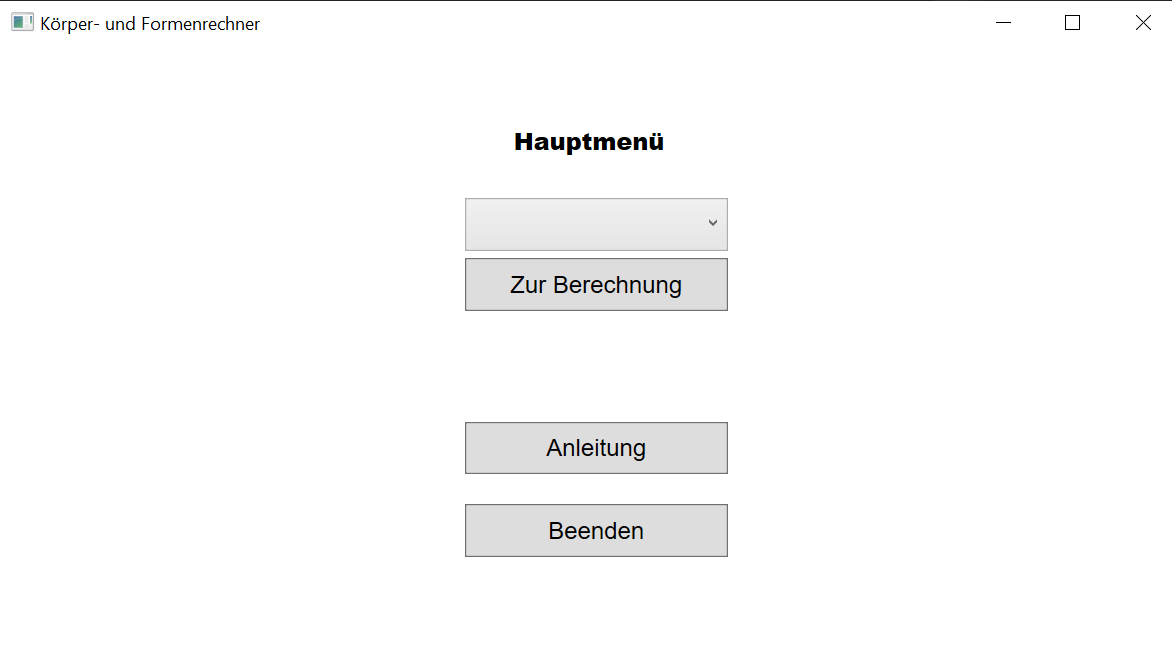 Körper- und Formenrechner
Hauptmenü
Zur Berechnung
Anleitung
Beenden